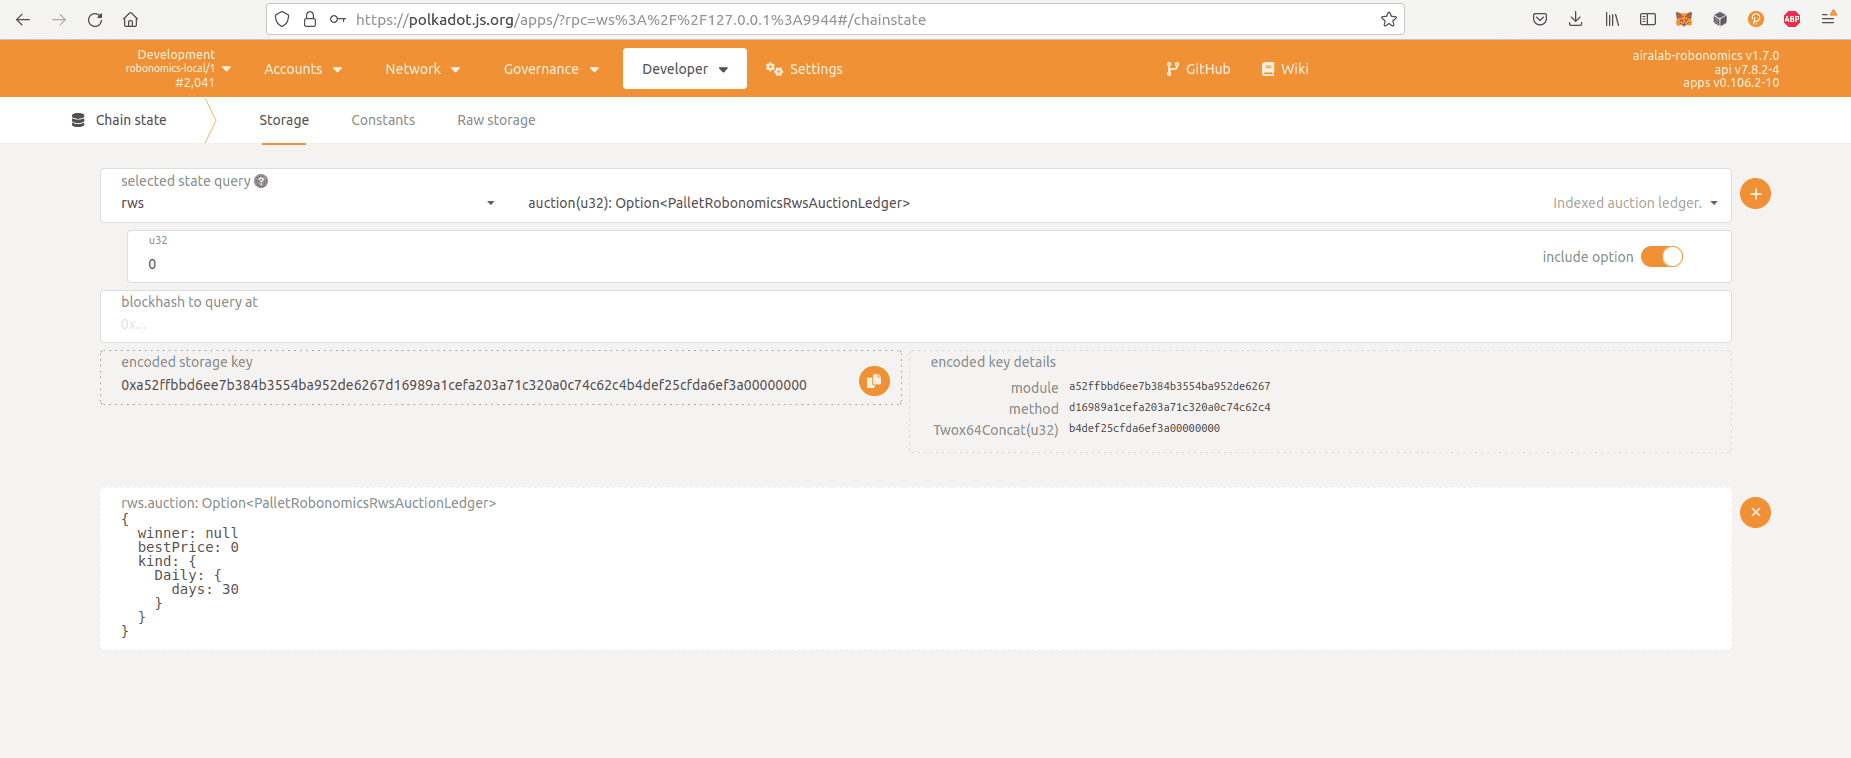 https://polkadot.js.org/apps/?rpc=ws%3A%2F%2F127.0.0.1%3A9944#/chainstate
ABP
Development
robonomics-local/1
#2,041
Accounts
Network
Governance
Developer
Settings
GitHub
Wiki
airalab-robonomics v1.7.0
api v7.8.2-4
apps v0.106.2-10
Chain state
Storage
Constants
Raw storage
selected state query ?
rws
auction(u32): Option<PalletRobonomicsRwsAuctionLedger>
Indexed auction ledger.
u32
0
include option
blockhash to query at
0x...
encoded storage key
0xa52ffbbd6ee7b384b3554ba952de6267d16989a1cefa203a71c320a0c74c62c4b4def25cfda6ef3a00000000
encoded key details
module a52ffbbd6ee7b384b3554ba952de6267
method d16989a1cefa203a71c320a0c74c62c4
Twox64Concat(u32) b4def25cfda6ef3a00000000
rws.auction: Option<PalletRobonomicsRwsAuctionLedger>
{
  winner: null
  bestPrice: 0
  kind: {
    Daily: {
      days: 30
    }
  }
}